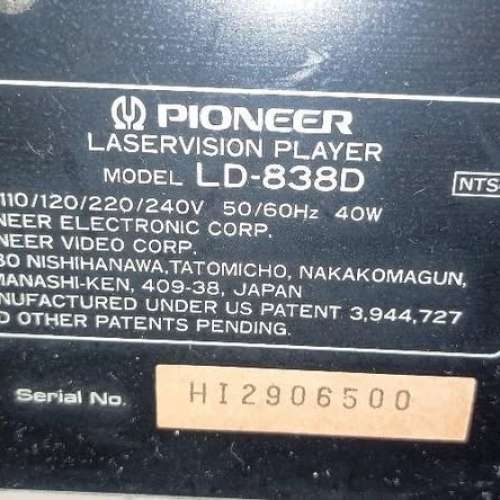 PIONEER
LASERVISION PLAYER
MODEL LD-838D
110/120/220/240V 50/60Hz 40W
NTS
NEER ELECTRONIC CORP.
NEER VIDEO CORP.
30 NISHIHANAWA, TATOMICHO, NAKAKOMAGUN,
MANASHI-KEN, 409-38, JAPAN
NUFACTURED UNDER US PATENT 3,944,727
D OTHER PATENTS PENDING.
Serial No. HI2906500